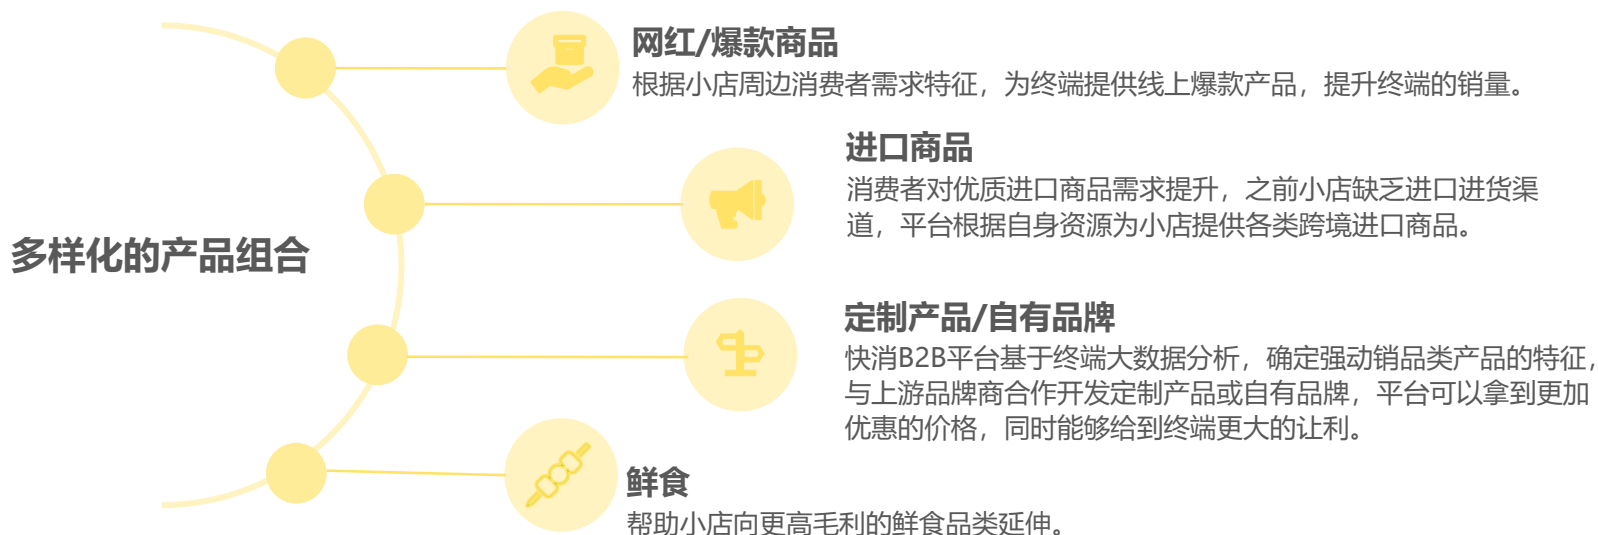 网红/爆款商品
根据小店周边消费者需求特征，为终端提供线上爆款产品，提升终端的销量。
进口商品
消费者对优质进口商品需求提升，之前小店缺乏进口进货渠
道，平台根据自身资源为小店提供各类跨境进口商品。
多样化的产品组合
定制产品/自有品牌
快消B2B平台基于终端大数据分析，确定强动销品类产品的特征，
与上游品牌商合作开发定制产品或自有品牌，平台可以拿到更加
优惠的价格，同时能够给到终端更大的让利。
鲜食
帮助小店向更高毛利的鲜食品类延伸。